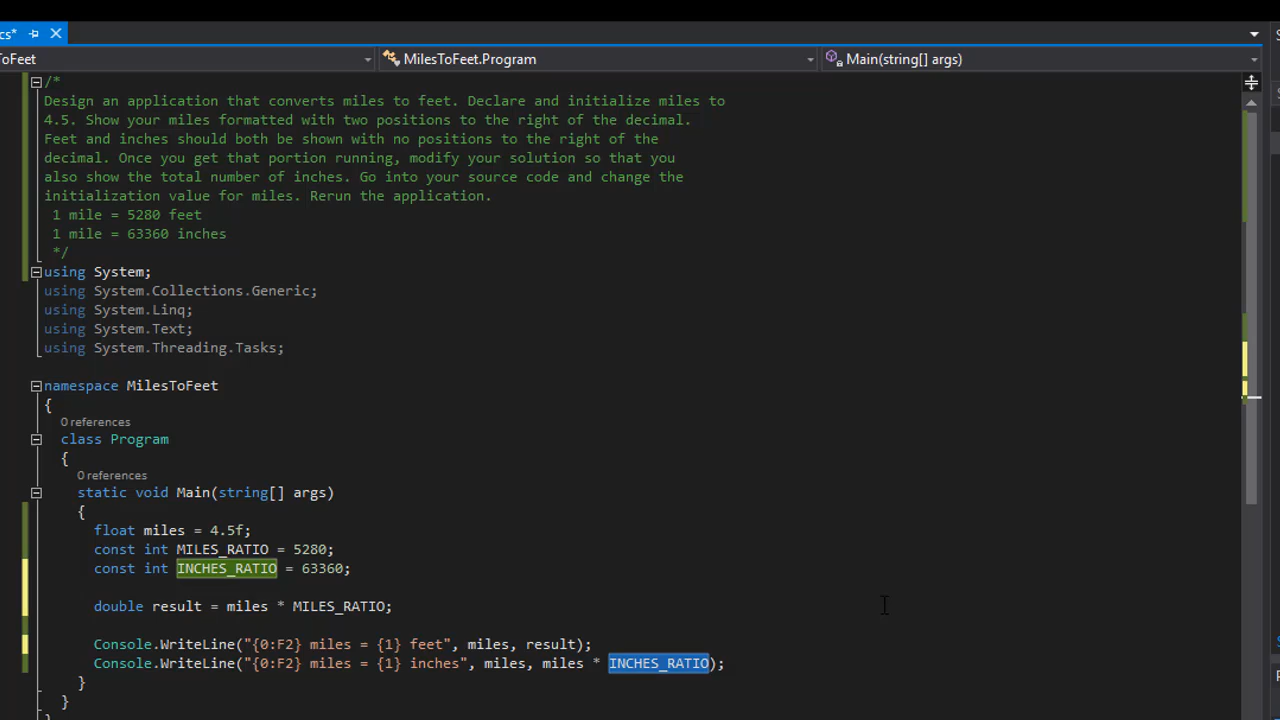 cs*
oFeet MilesToFeet.Program Main(string[] args)
/*
Design an application that converts miles to feet. Declare and initialize miles to
4.5. Show your miles formatted with two positions to the right of the decimal.
Feet and inches should both be shown with no positions to the right of the
decimal. Once you get that portion running, modify your solution so that you
also show the total number of inches. Go into your source code and change the
initialization value for miles. Rerun the application.
1 mile = 5280 feet
1 mile = 63360 inches
*/
using System;
using System.Collections.Generic;
using System.Linq;
using System.Text;
using System.Threading.Tasks;
namespace MilesToFeet
{
0 references
class Program
{
0 references
static void Main(string[] args)
{
float miles = 4.5f;
const int MILES_RATIO = 5280;
const int INCHES_RATIO = 63360;
double result = miles * MILES_RATIO;
Console.WriteLine("{0:F2} miles = {1} feet", miles, result);
Console.WriteLine("{0:F2} miles = {1} inches", miles, miles * INCHES_RATIO);
}
}
}